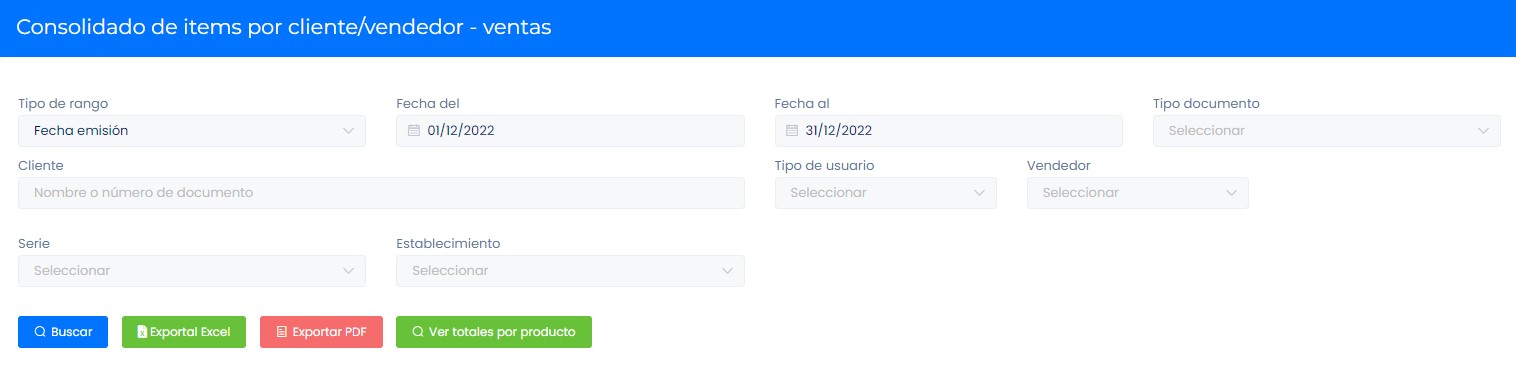 Consolidado de items por cliente/vendedor - ventas
Tipo de rango Fecha del Fecha al Tipo documento
Fecha emisión 01/12/2022 31/12/2022 Seleccionar
Cliente Tipo de usuario Vendedor
Nombre o número de documento Seleccionar Seleccionar
Serie Establecimiento
Seleccionar Seleccionar
Buscar Exportal Excel Exportar PDF Ver totales por producto